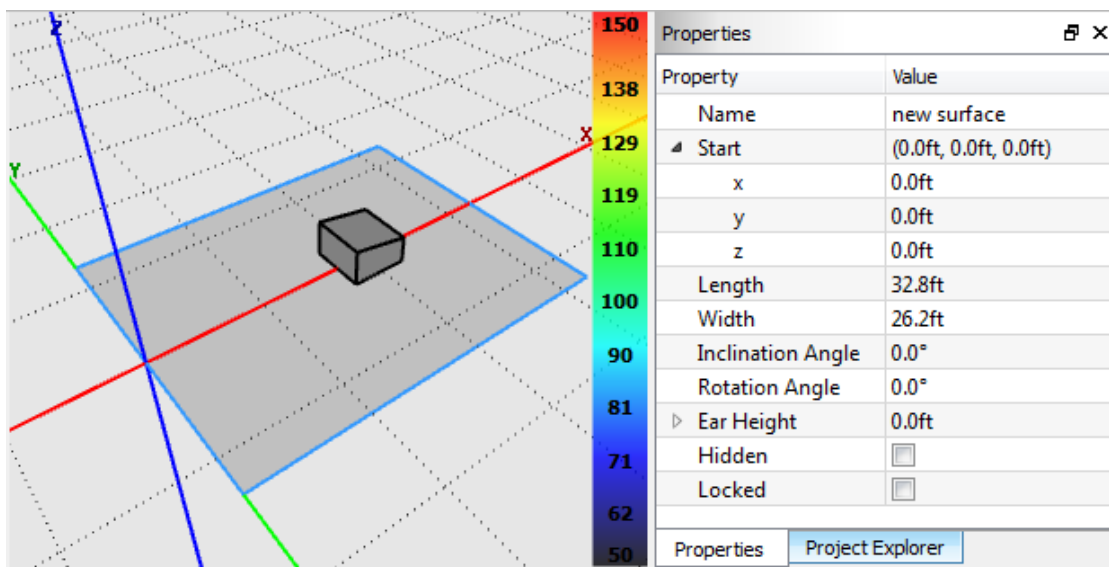 Z
X
Y
150
138
129
119
110
100
90
81
71
62
50
Properties
Property Value
Name new surface
Start (0.0ft, 0.0ft, 0.0ft)
x 0.0ft
y 0.0ft
z 0.0ft
Length 32.8ft
Width 26.2ft
Inclination Angle 0.0°
Rotation Angle 0.0°
Ear Height 0.0ft
Hidden
Locked
Properties Project Explorer